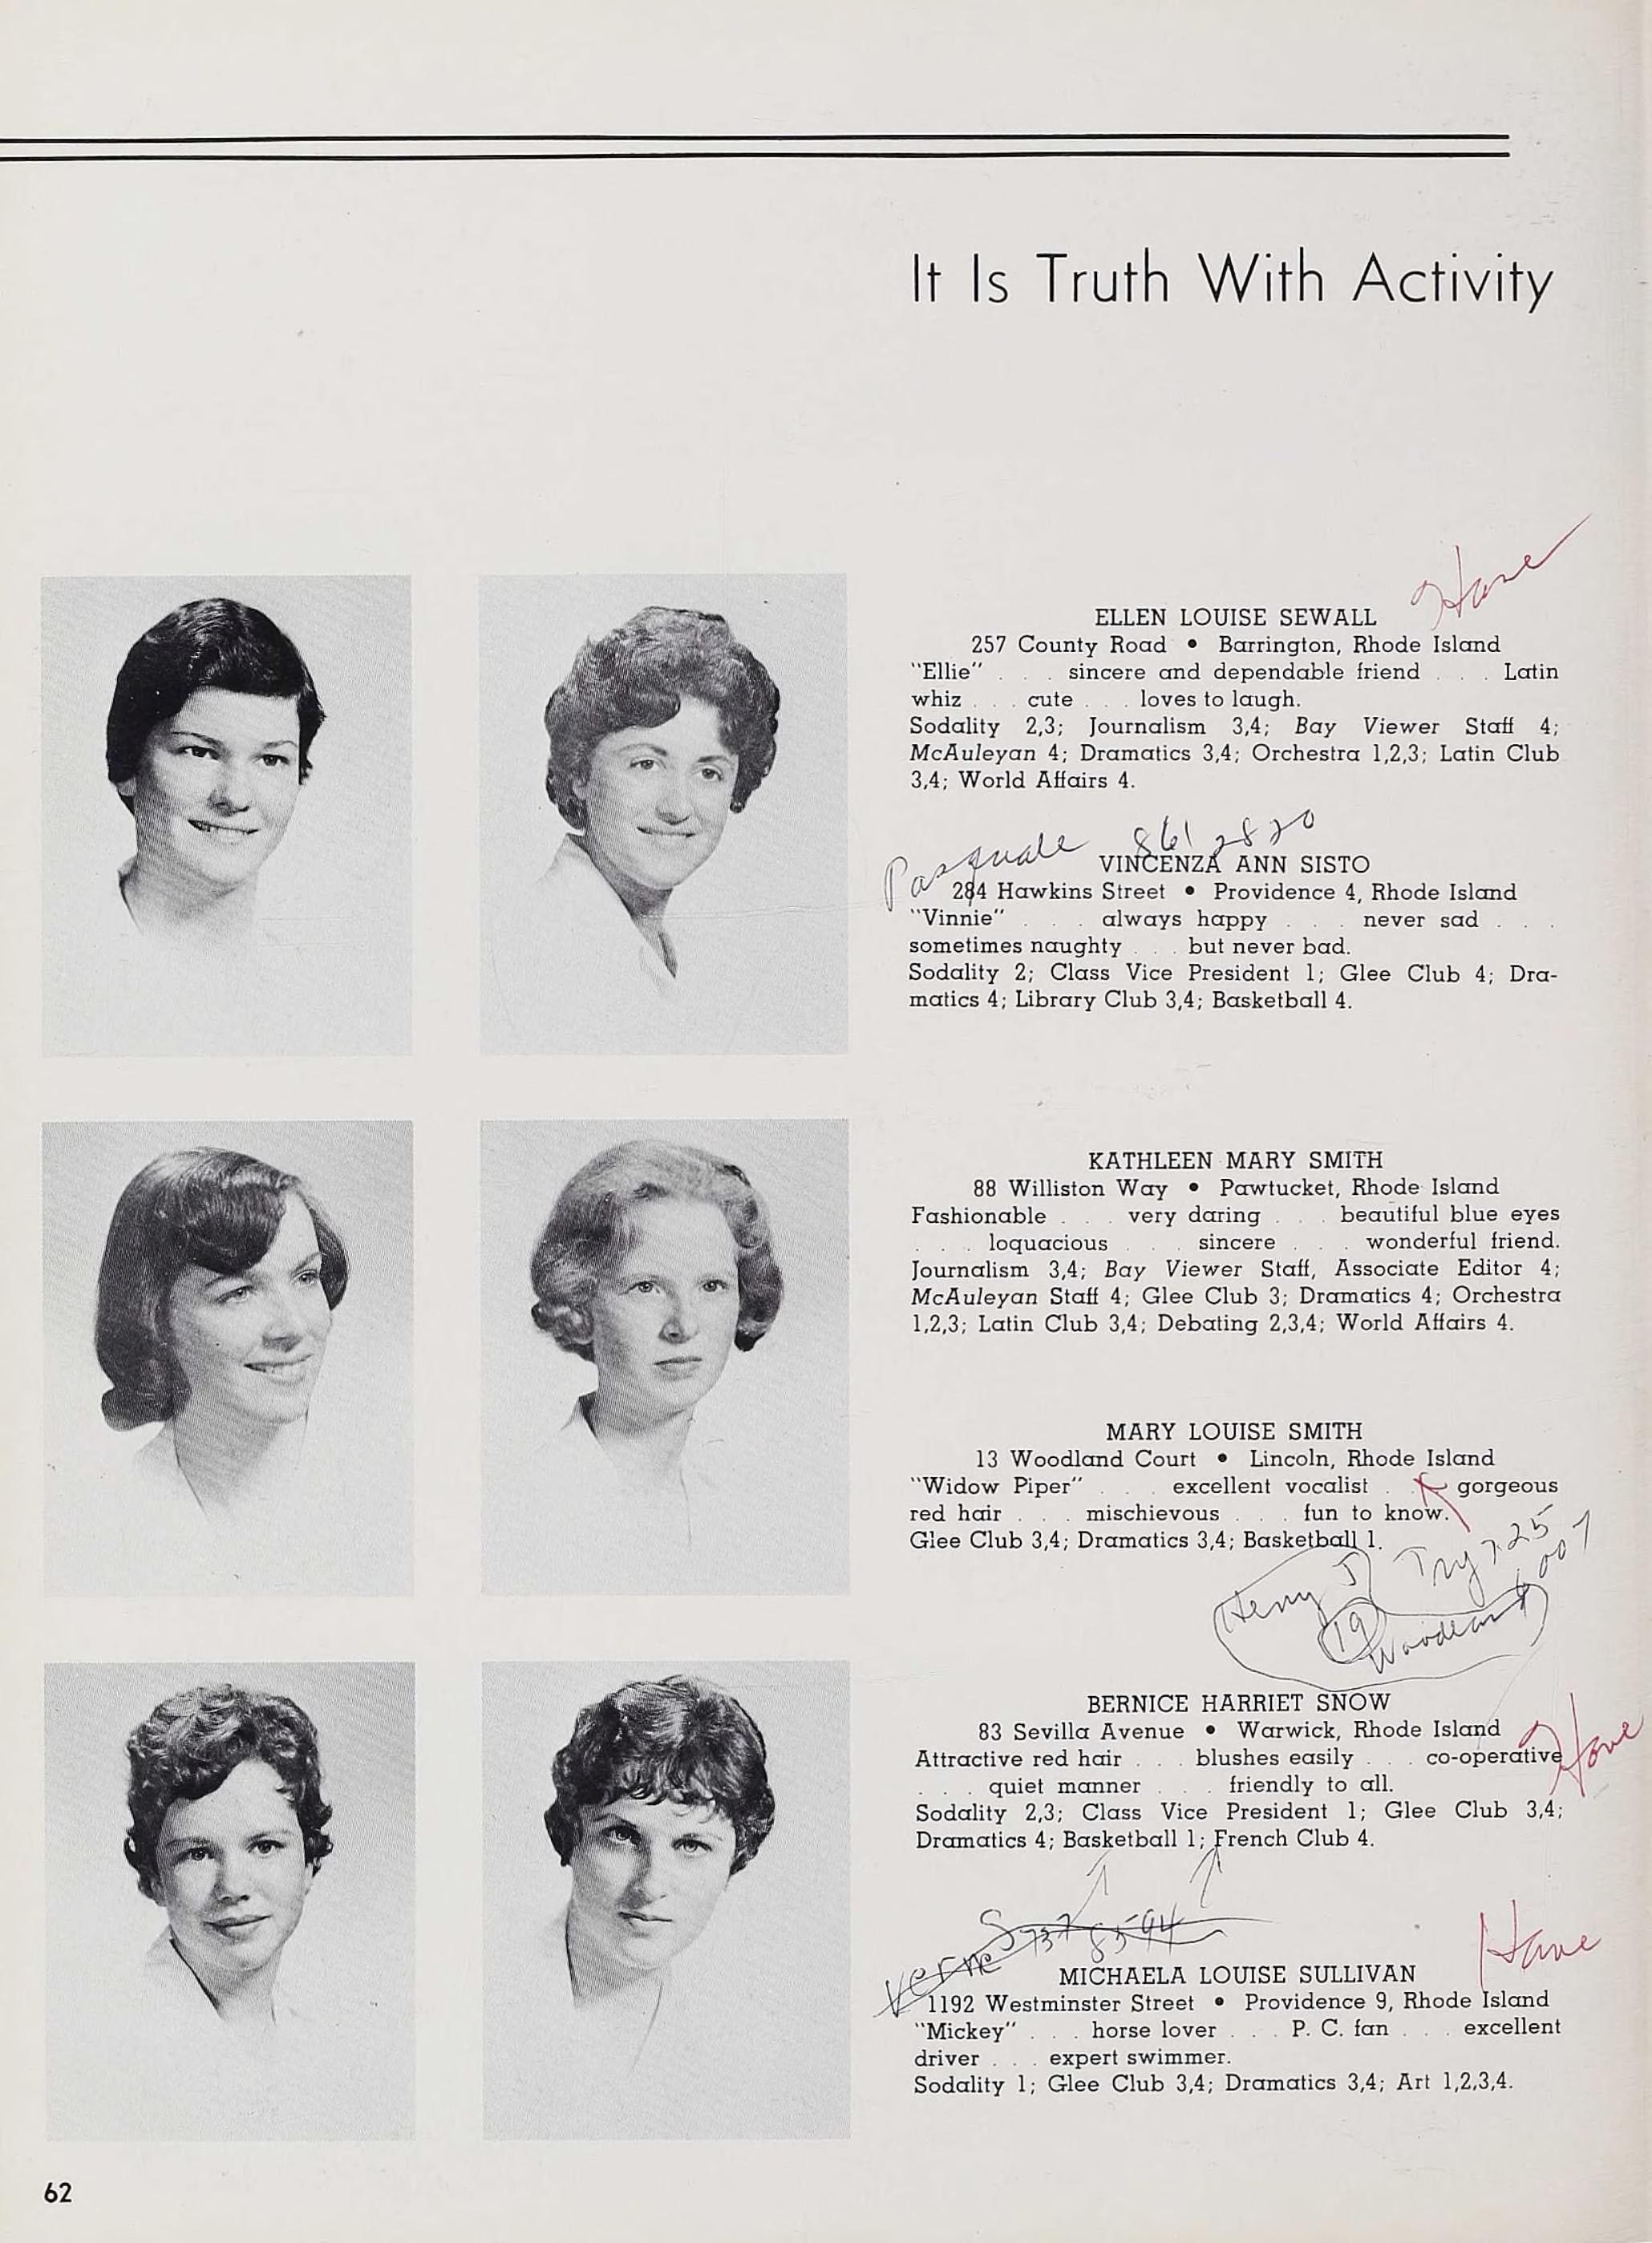 It Is Truth With Activity
Have
ELLEN LOUISE SEWALL
257 County Road • Barrington, Rhode Island
"Ellie" . . . sincere and dependable friend . . . Latin
whiz . . . cute . . . loves to laugh.
Sodality 2,3; Journalism 3,4; Bay Viewer Staff 4;
McAuleyan 4; Dramatics 3,4; Orchestra 1,2,3; Latin Club
3,4; World Affairs 4.
Pasquale 861 2820
VINCENZA ANN SISTO
284 Hawkins Street • Providence 4, Rhode Island
"Vinnie" . . . always happy . . . never sad . . .
sometimes naughty . . . but never bad.
Sodality 2; Class Vice President 1; Glee Club 4; Dra-
matics 4; Library Club 3,4; Basketball 4.
KATHLEEN MARY SMITH
88 Williston Way • Pawtucket, Rhode Island
Fashionable . . . very daring . . . beautiful blue eyes
. . . loquacious . . . sincere . . . wonderful friend.
Journalism 3,4; Bay Viewer Staff, Associate Editor 4;
McAuleyan Staff 4; Glee Club 3; Dramatics 4; Orchestra
1,2,3; Latin Club 3,4; Debating 2,3,4; World Affairs 4.
MARY LOUISE SMITH
13 Woodland Court • Lincoln, Rhode Island
"Widow Piper" . . . excellent vocalist . . . gorgeous
red hair . . . mischievous . . . fun to know.
Glee Club 3,4; Dramatics 3,4; Basketball 1.
Try 725
Henry J
19 Woodland
BERNICE HARRIET SNOW
83 Sevilla Avenue • Warwick, Rhode Island
Have
Attractive red hair . . . blushes easily . . . co-operative
. . . quiet manner . . . friendly to all.
Sodality 2,3; Class Vice President 1; Glee Club 3,4;
Dramatics 4; Basketball 1; French Club 4.
Verne S 737 8594
Have
MICHAELA LOUISE SULLIVAN
1192 Westminster Street • Providence 9, Rhode Island
"Mickey" . . . horse lover . . . P. C. fan . . . excellent
driver . . . expert swimmer.
Sodality 1; Glee Club 3,4; Dramatics 3,4; Art 1,2,3,4.
62